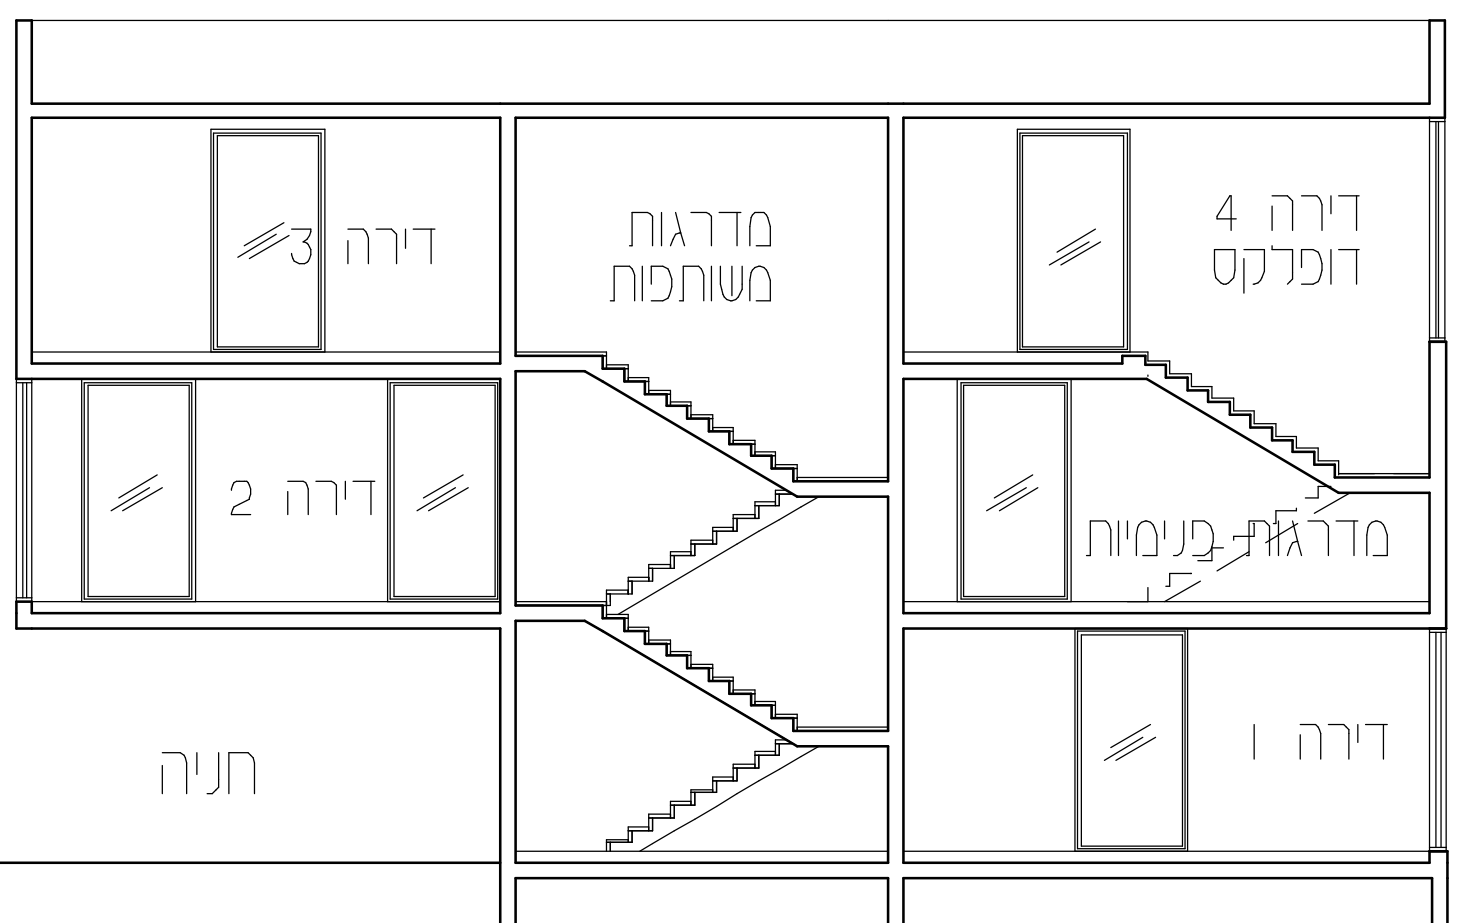 דירה 4
דופלקס
מדרגות
משותפות
דירה 3
מדרגות פנימיות
דירה 2
דירה 1
חניה